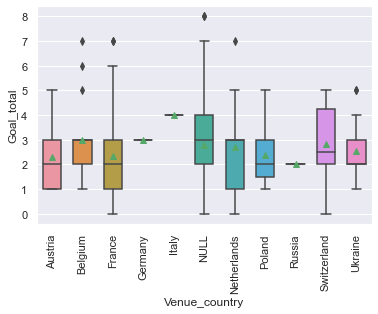 Goal_total
8
7
6
5
4
3
2
1
0
Austria
Belgium
France
Germany
Italy
NULL
Netherlands
Poland
Russia
Switzerland
Ukraine
Venue_country